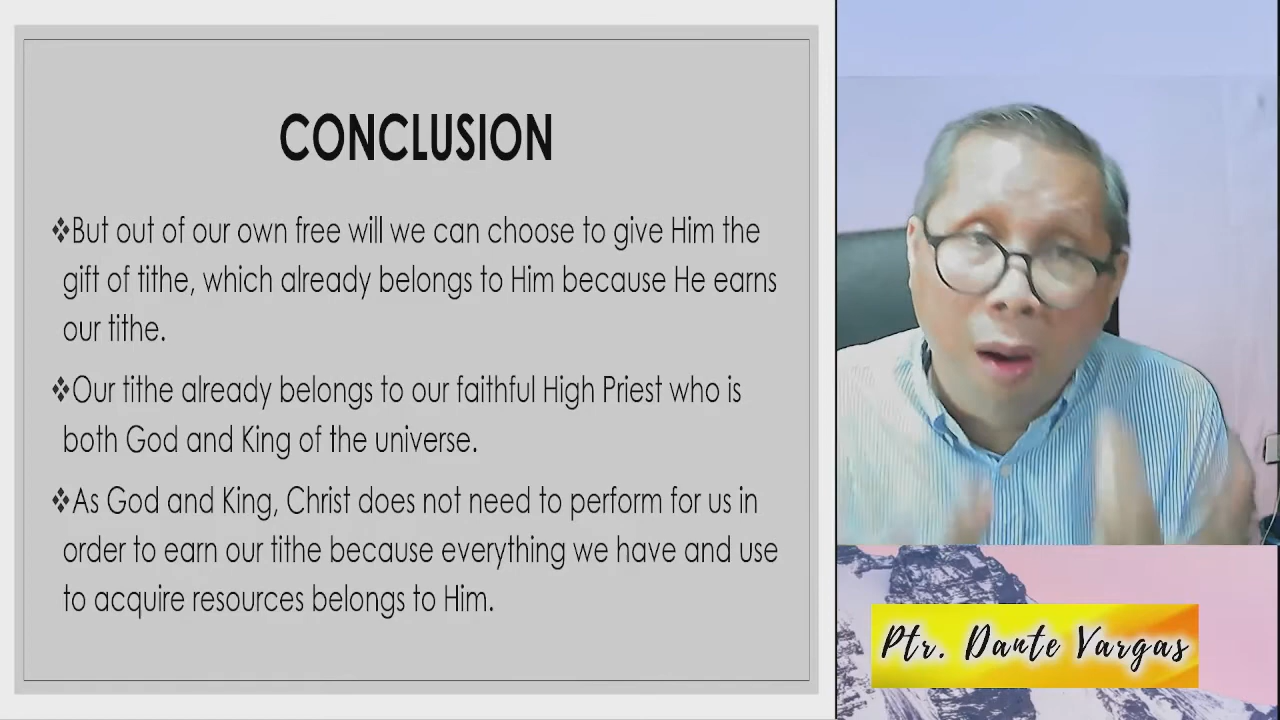 CONCLUSION
❖But out of our own free will we can choose to give Him the
gift of tithe, which already belongs to Him because He earns
our tithe.
❖Our tithe already belongs to our faithful High Priest who is
both God and King of the universe.
❖As God and King, Christ does not need to perform for us in
order to earn our tithe because everything we have and use
to acquire resources belongs to Him.
Ptr. Dante Vargas